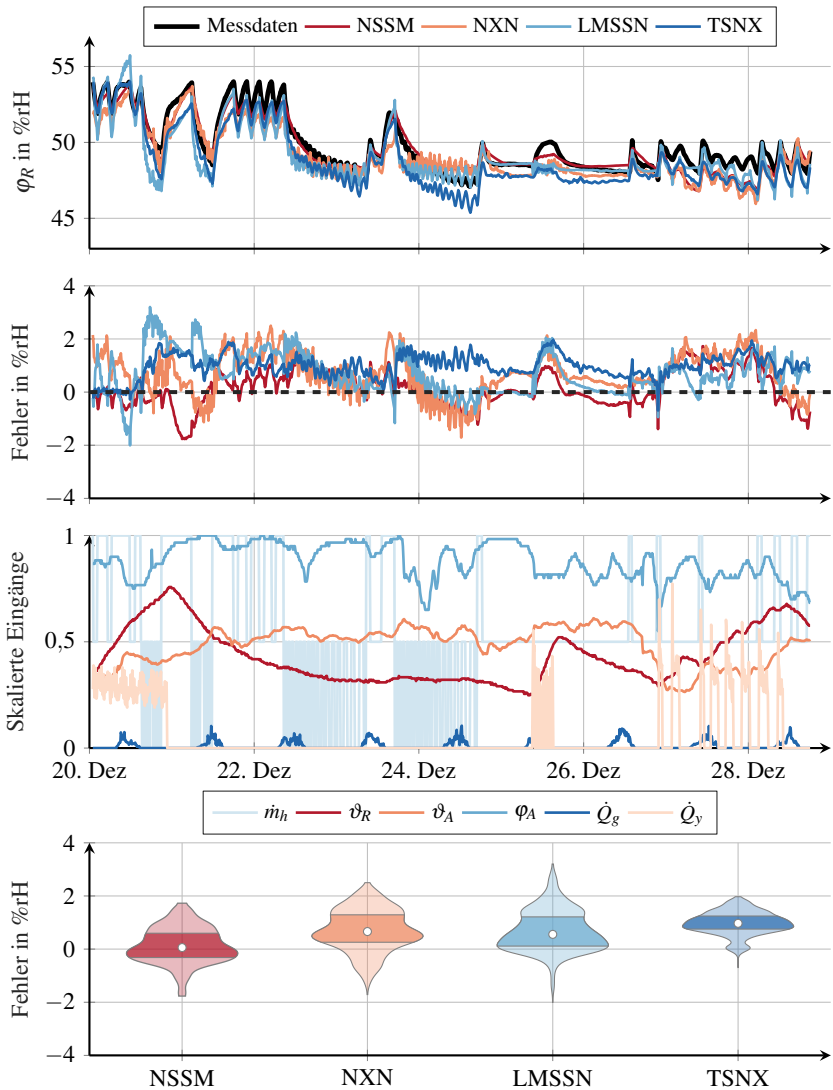 Messdaten NSSM NXN LMSSN TSNX
55
50
45
φR in %rH
4
2
0
−2
−4
Fehler in %rH
1
0,5
0
Skalierte Eingänge
20. Dez 22. Dez 24. Dez 26. Dez 28. Dez
ṁh ϑR ϑA φA Q̇g Q̇y
4
2
0
−2
−4
Fehler in %rH
NSSM NXN LMSSN TSNX